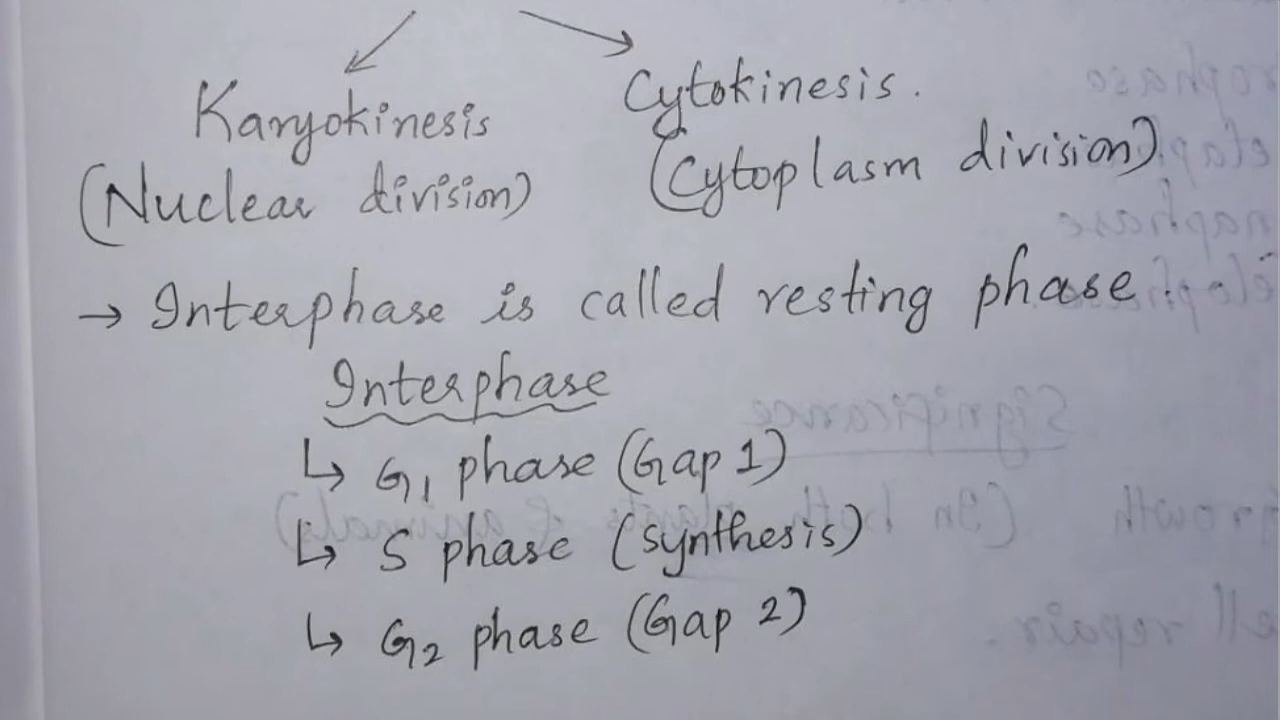 Karyokinesis Cytokinesis.
(Nuclear division) (Cytoplasm division).
→ Interphase is called resting phase.
Interphase
↳ G1 phase (Gap 1)
↳ S phase (Synthesis)
↳ G2 phase (Gap 2)